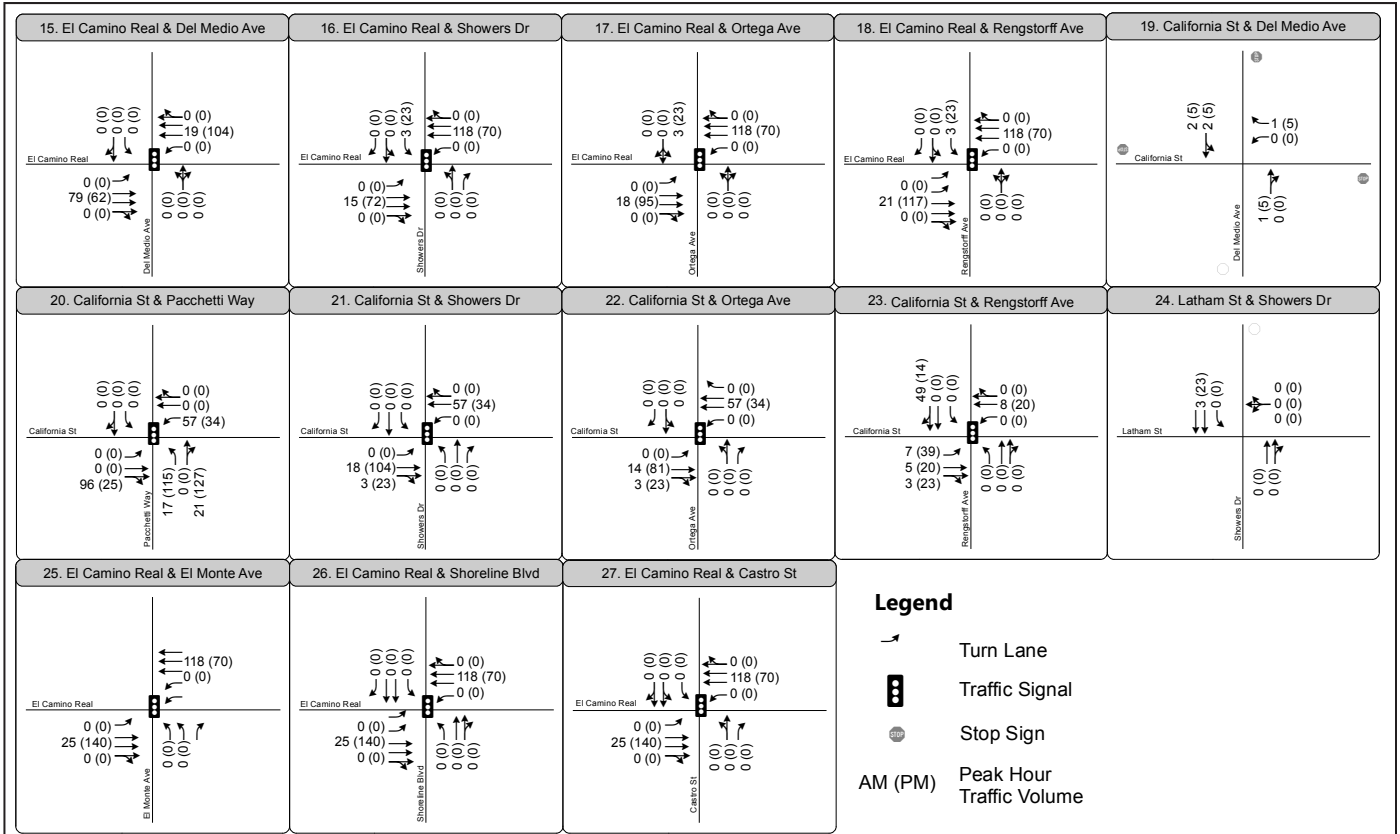 15. El Camino Real & Del Medio Ave
0 (0)
0 (0)
0 (0)
0 (0)
19 (104)
0 (0)
El Camino Real
0 (0)
79 (62)
0 (0)
0 (0)
0 (0)
0 (0)
Del Medio Ave
16. El Camino Real & Showers Dr
0 (0)
0 (0)
3 (23)
0 (0)
118 (70)
0 (0)
El Camino Real
0 (0)
15 (72)
0 (0)
0 (0)
0 (0)
0 (0)
Showers Dr
17. El Camino Real & Ortega Ave
0 (0)
0 (0)
3 (23)
0 (0)
118 (70)
0 (0)
El Camino Real
0 (0)
18 (95)
0 (0)
0 (0)
0 (0)
0 (0)
Ortega Ave
18. El Camino Real & Rengstorff Ave
0 (0)
0 (0)
3 (23)
0 (0)
118 (70)
0 (0)
El Camino Real
0 (0)
21 (117)
0 (0)
0 (0)
0 (0)
0 (0)
Rengstorff Ave
19. California St & Del Medio Ave
2 (5)
2 (5)
1 (5)
0 (0)
California St
STOP
1 (5)
0 (0)
Del Medio Ave
20. California St & Pacchetti Way
0 (0)
0 (0)
0 (0)
0 (0)
0 (0)
57 (34)
California St
0 (0)
0 (0)
96 (25)
17 (115)
0 (0)
21 (127)
Pacchetti Way
21. California St & Showers Dr
0 (0)
0 (0)
0 (0)
0 (0)
57 (34)
0 (0)
California St
0 (0)
18 (104)
3 (23)
0 (0)
0 (0)
0 (0)
Showers Dr
22. California St & Ortega Ave
0 (0)
0 (0)
0 (0)
0 (0)
57 (34)
0 (0)
California St
0 (0)
14 (81)
3 (23)
0 (0)
0 (0)
0 (0)
Ortega Ave
23. California St & Rengstorff Ave
49 (14)
0 (0)
0 (0)
0 (0)
8 (20)
0 (0)
California St
7 (39)
5 (20)
3 (23)
0 (0)
0 (0)
0 (0)
Rengstorff Ave
24. Latham St & Showers Dr
3 (23)
0 (0)
0 (0)
0 (0)
0 (0)
Latham St
0 (0)
0 (0)
Showers Dr
25. El Camino Real & El Monte Ave
118 (70)
0 (0)
El Camino Real
0 (0)
25 (140)
0 (0)
0 (0)
0 (0)
El Monte Ave
26. El Camino Real & Shoreline Blvd
0 (0)
0 (0)
0 (0)
0 (0)
118 (70)
0 (0)
El Camino Real
0 (0)
25 (140)
0 (0)
0 (0)
0 (0)
0 (0)
Shoreline Blvd
27. El Camino Real & Castro St
0 (0)
0 (0)
0 (0)
0 (0)
118 (70)
0 (0)
El Camino Real
0 (0)
25 (140)
0 (0)
0 (0)
0 (0)
0 (0)
Castro St
Legend
Turn Lane
Traffic Signal
STOP
Stop Sign
AM (PM)
Peak Hour
Traffic Volume